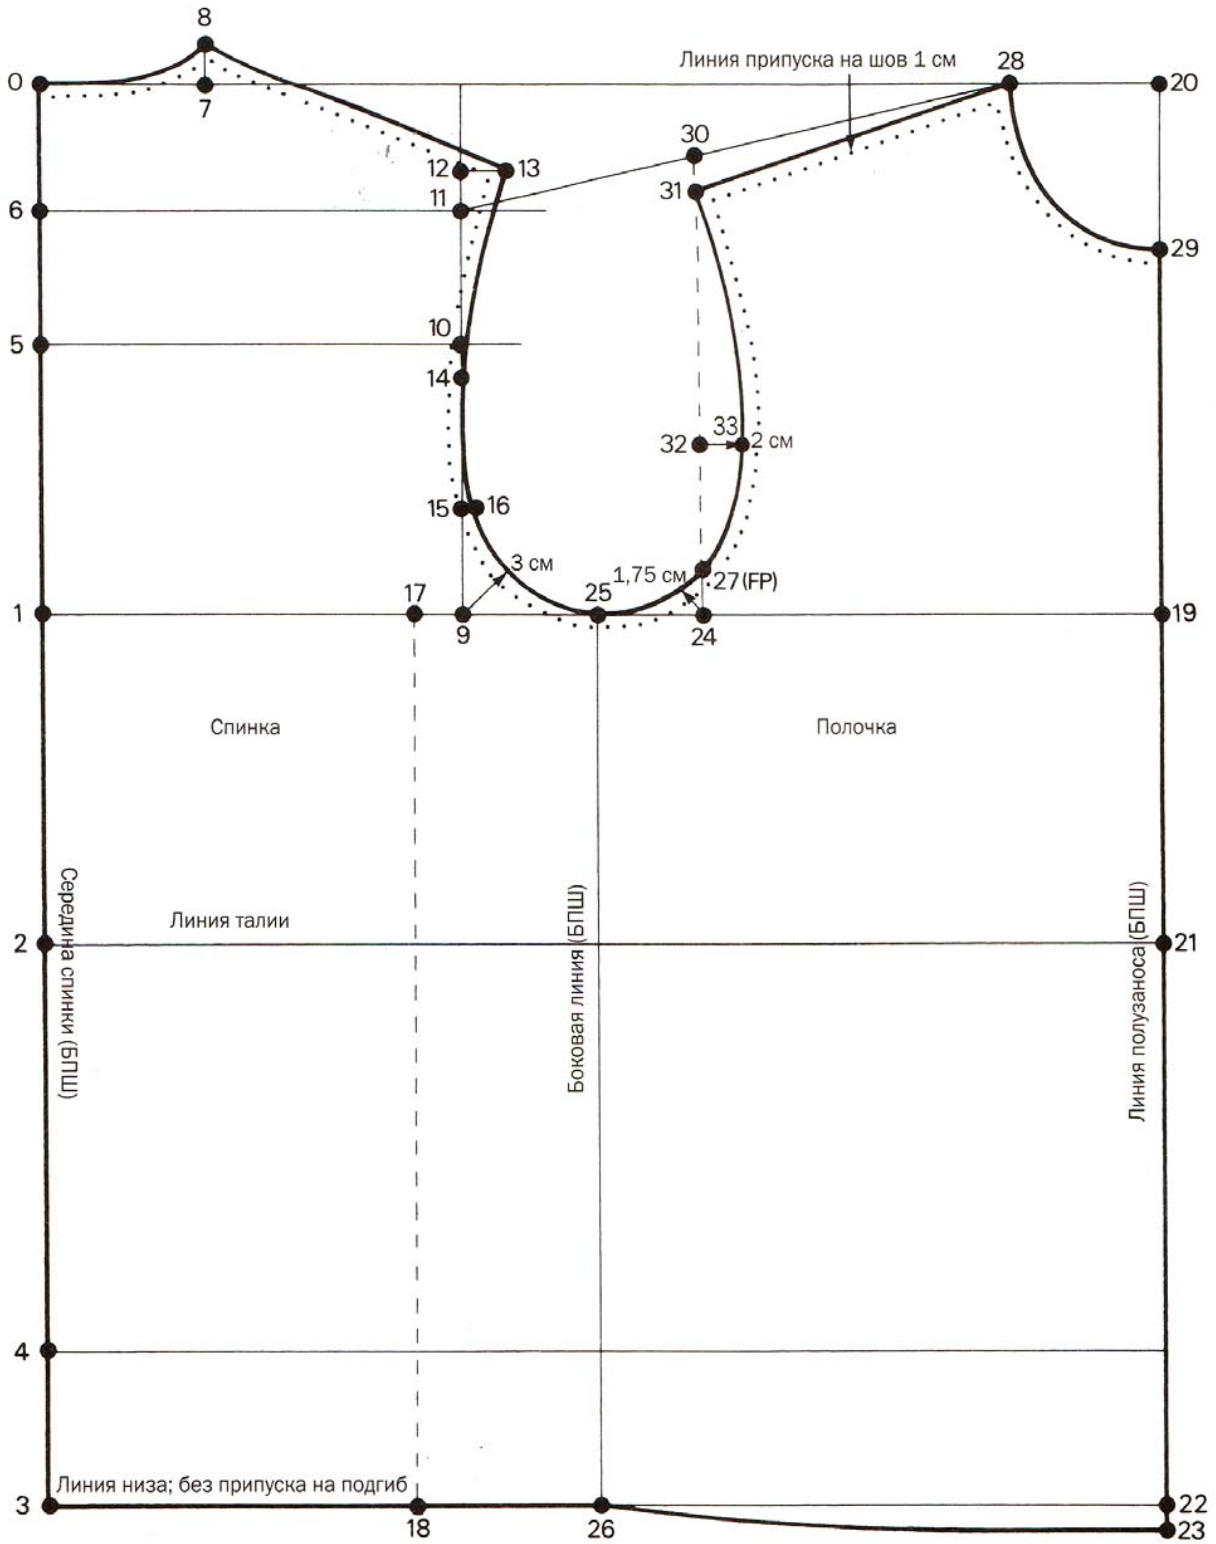 8
Линия припуска на шов 1 см
28
0
20
7
30
12
13
31
11
6
29
10
5
14
33
32
2 см
15
16
3 см
1,75 см
27 (FP)
17
25
1
19
9
24
Спинка
Полочка
Середина спинки (БПШ)
Линия талии
Боковая линия (БПШ)
Линия полузаноса (БПШ)
2
21
4
Линия низа; без припуска на подгиб
3
22
18
26
23